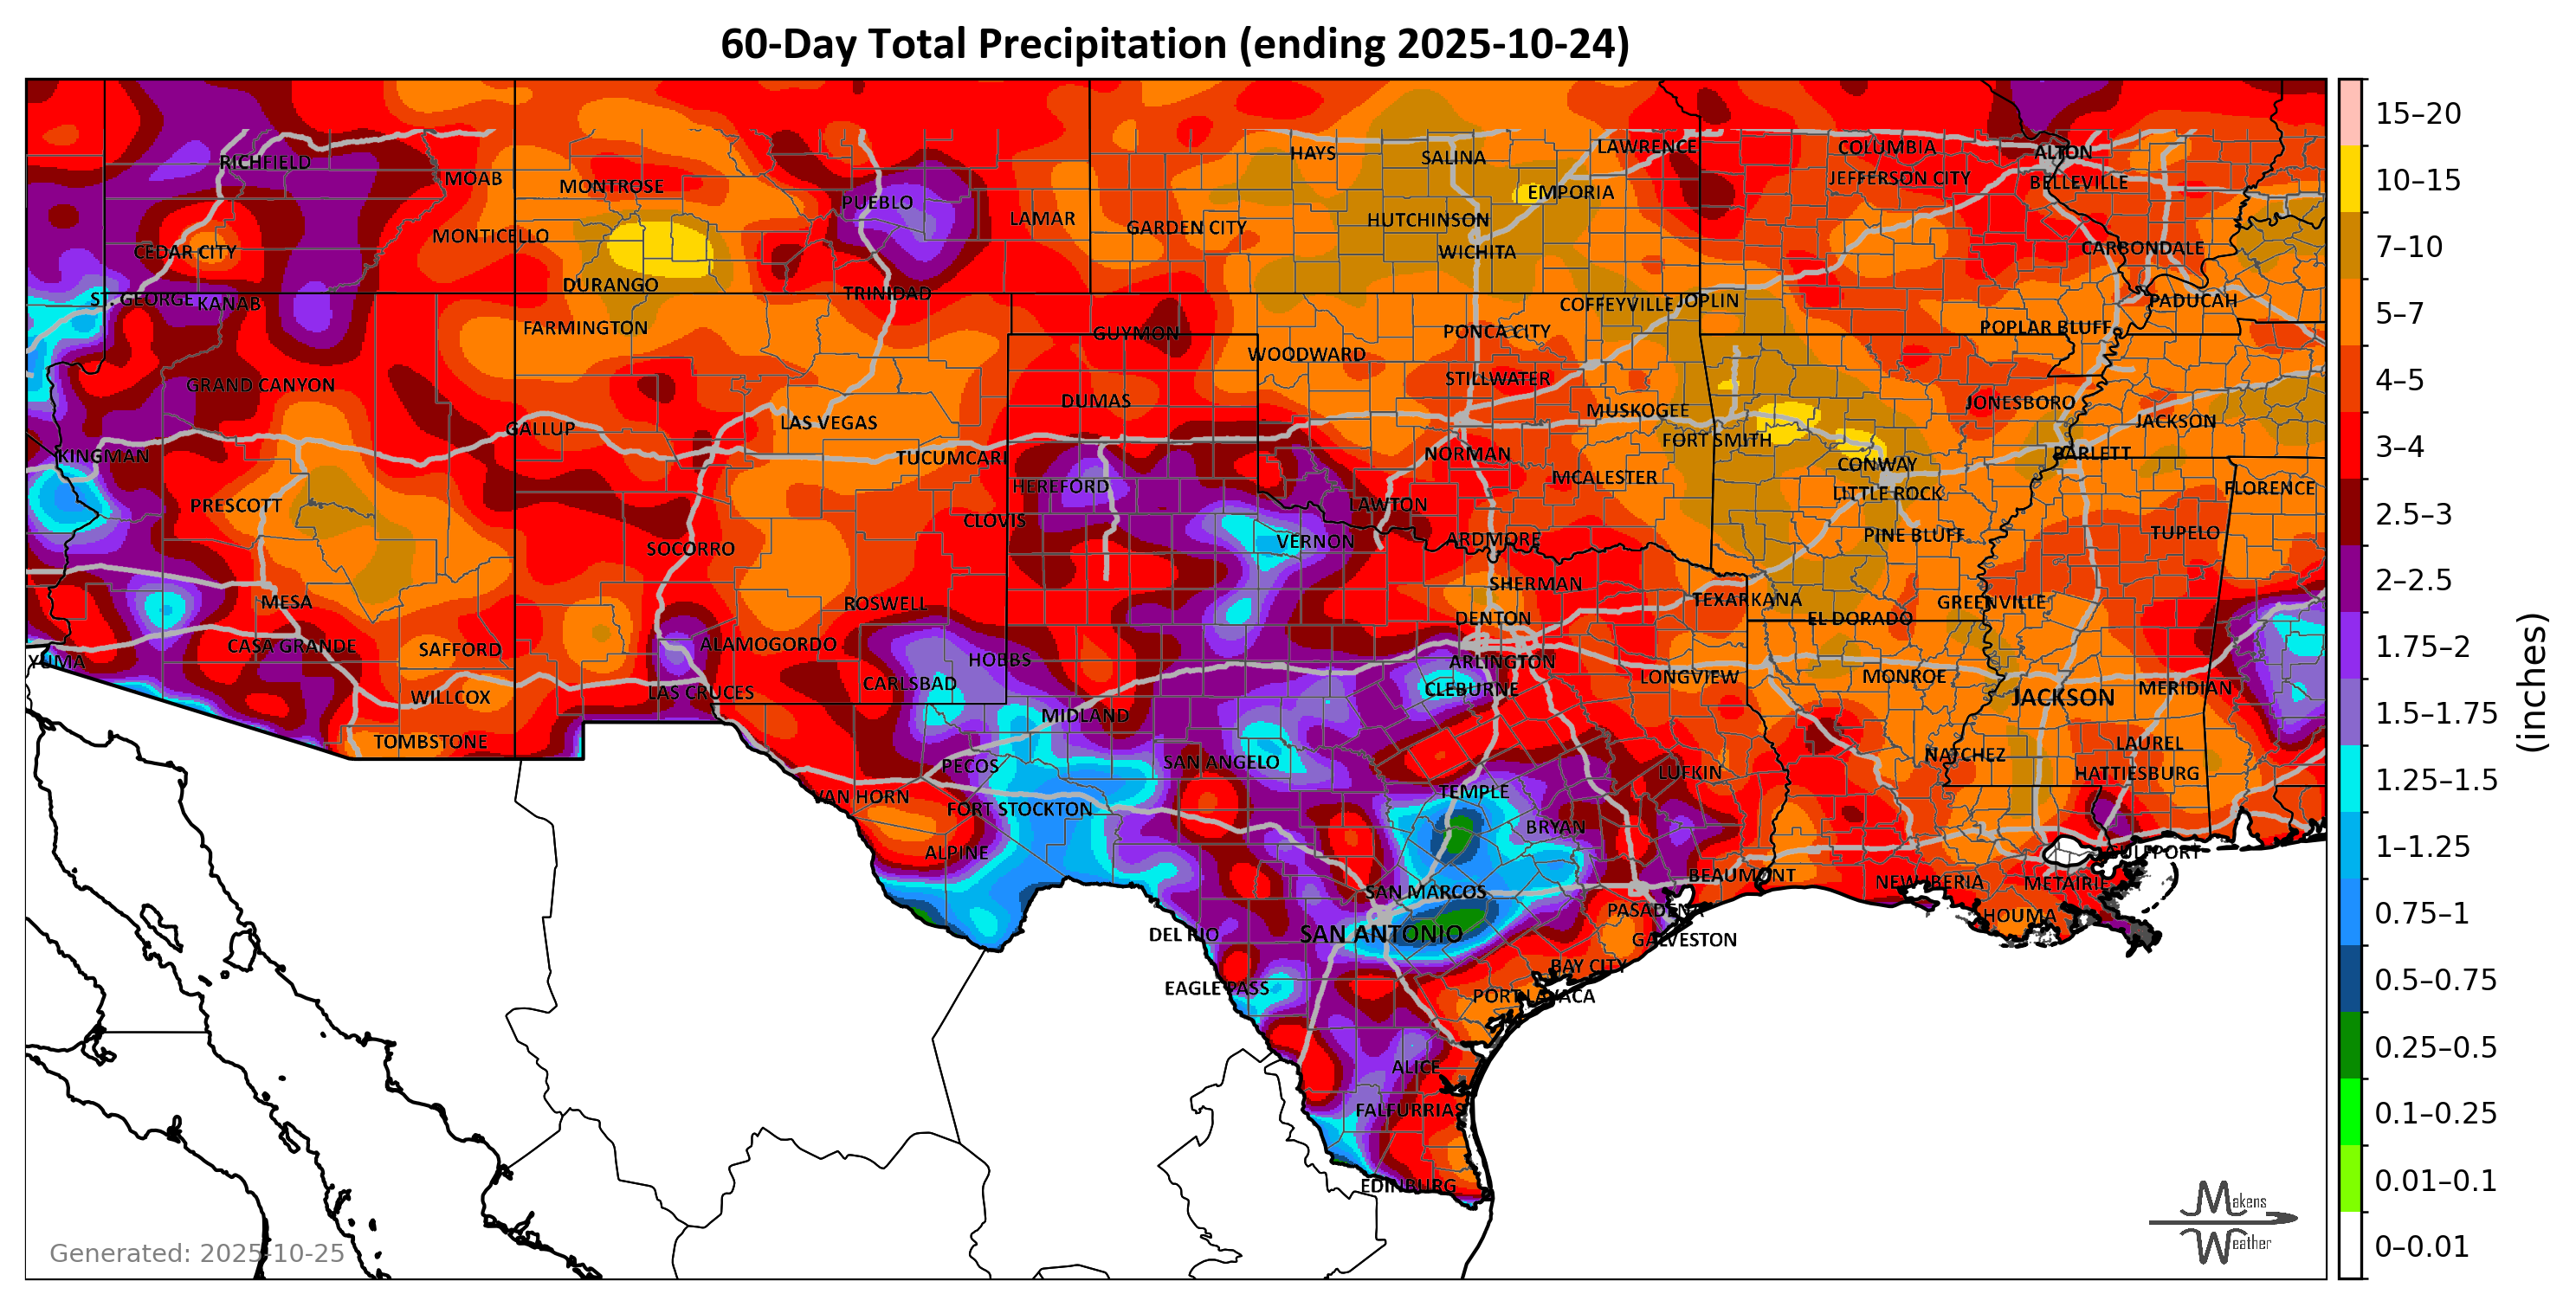 60-Day Total Precipitation (ending 2025-10-24)
RICHFIELD
MOAB
MONTROSE
PUEBLO
LAMAR
HAYS
SALINA
LAWRENCE
COLUMBIA
ALTON
JEFFERSON CITY
BELLEVILLE
EMPORIA
GARDEN CITY
HUTCHINSON
WICHITA
CEDAR CITY
MONTICELLO
CARBONDALE
DURANGO
TRINIDAD
ST. GEORGE
KANAB
COFFEYVILLE
JOPLIN
PADUCAH
FARMINGTON
GUYMON
PONCA CITY
POPLAR BLUFF
WOODWARD
GRAND CANYON
STILLWATER
DUMAS
MUSKOGEE
JONESBORO
LAS VEGAS
JACKSON
GALLUP
FORT SMITH
KINGMAN
TUCUMCARI
NORMAN
BARLETT
CONWAY
HEREFORD
MCALESTER
LITTLE ROCK
FLORENCE
PRESCOTT
LAWTON
CLOVIS
PINE BLUFF
TUPELO
SOCORRO
VERNON
ARDMORE
SHERMAN
MESA
ROSWELL
TEXARKANA
GREENVILLE
DENTON
EL DORADO
CASA GRANDE
SAFFORD
ALAMOGORDO
YUMA
HOBBS
ARLINGTON
LONGVIEW
MONROE
CARLSBAD
CLEBURNE
MERIDIAN
WILLCOX
LAS CRUCES
JACKSON
MIDLAND
TOMBSTONE
LAUREL
NATCHEZ
PECOS
SAN ANGELO
LUFKIN
HATTIESBURG
TEMPLE
VAN HORN
FORT STOCKTON
BRYAN
ALPINE
GULFPORT
BEAUMONT
NEW IBERIA
METAIRIE
SAN MARCOS
PASADENA
HOUMA
DEL RIO
SAN ANTONIO
GALVESTON
BAY CITY
EAGLE PASS
PORT LAVACA
ALICE
FALFURRIAS
EDINBURG
Generated: 2025-10-25
Makens
Weather
15–20
10–15
7–10
5–7
4–5
3–4
2.5–3
2–2.5
1.75–2
1.5–1.75
1.25–1.5
1–1.25
0.75–1
0.5–0.75
0.25–0.5
0.1–0.25
0.01–0.1
0–0.01
(inches)